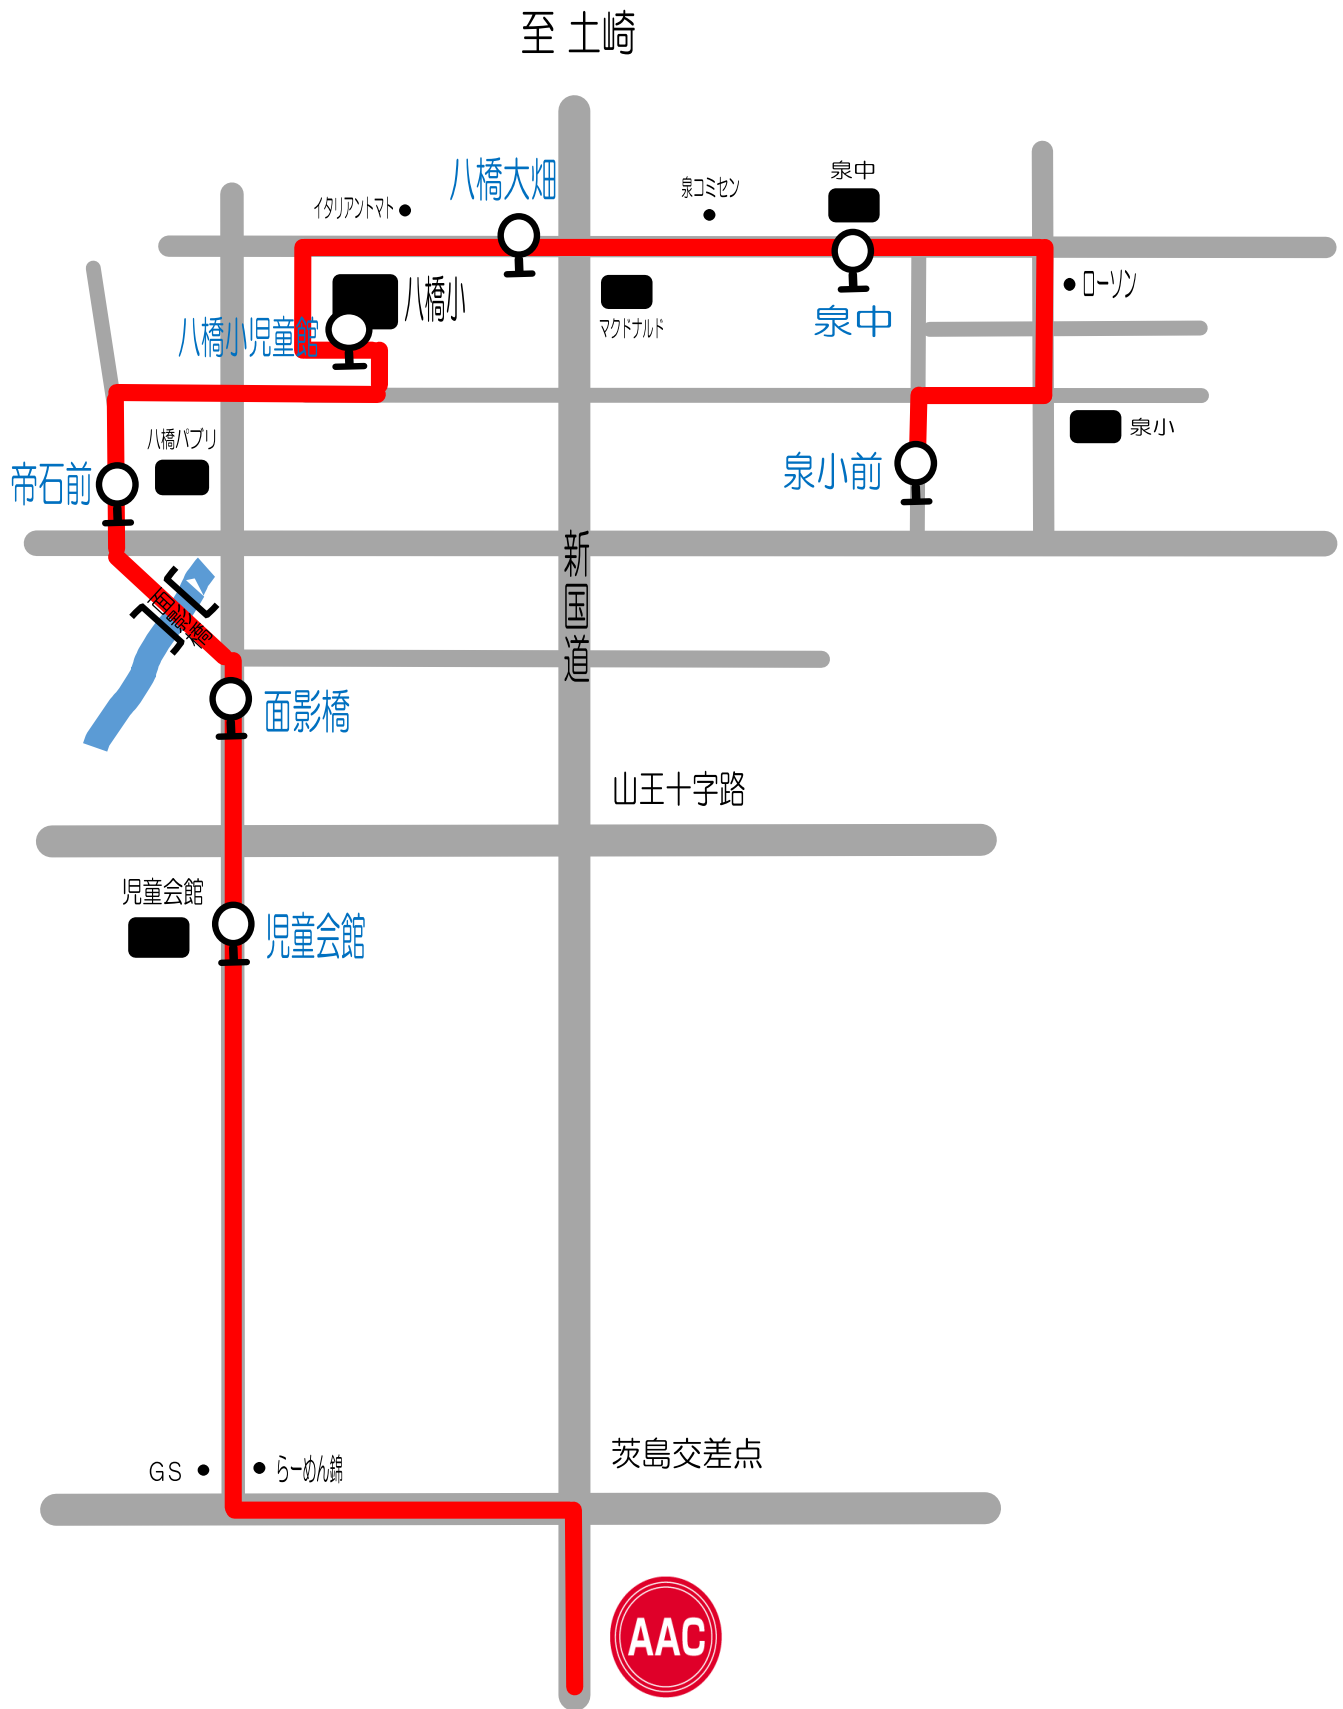 至 土崎
八橋大畑
泉中
イタリアントマト
泉コミセン
ローソン
八橋小
マクドナルド
泉中
八橋小児童館
八橋パブリ
泉小
帝石前
泉小前
新国道
面影橋
面影橋
山王十字路
児童会館
児童会館
茨島交差点
GS
らーめん錦
AAC